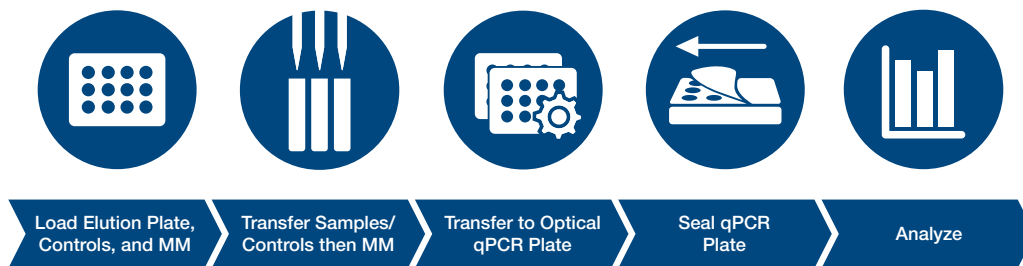 Load Elution Plate,
Controls, and MM
Transfer Samples/
Controls then MM
Transfer to Optical
qPCR Plate
Seal qPCR
Plate
Analyze